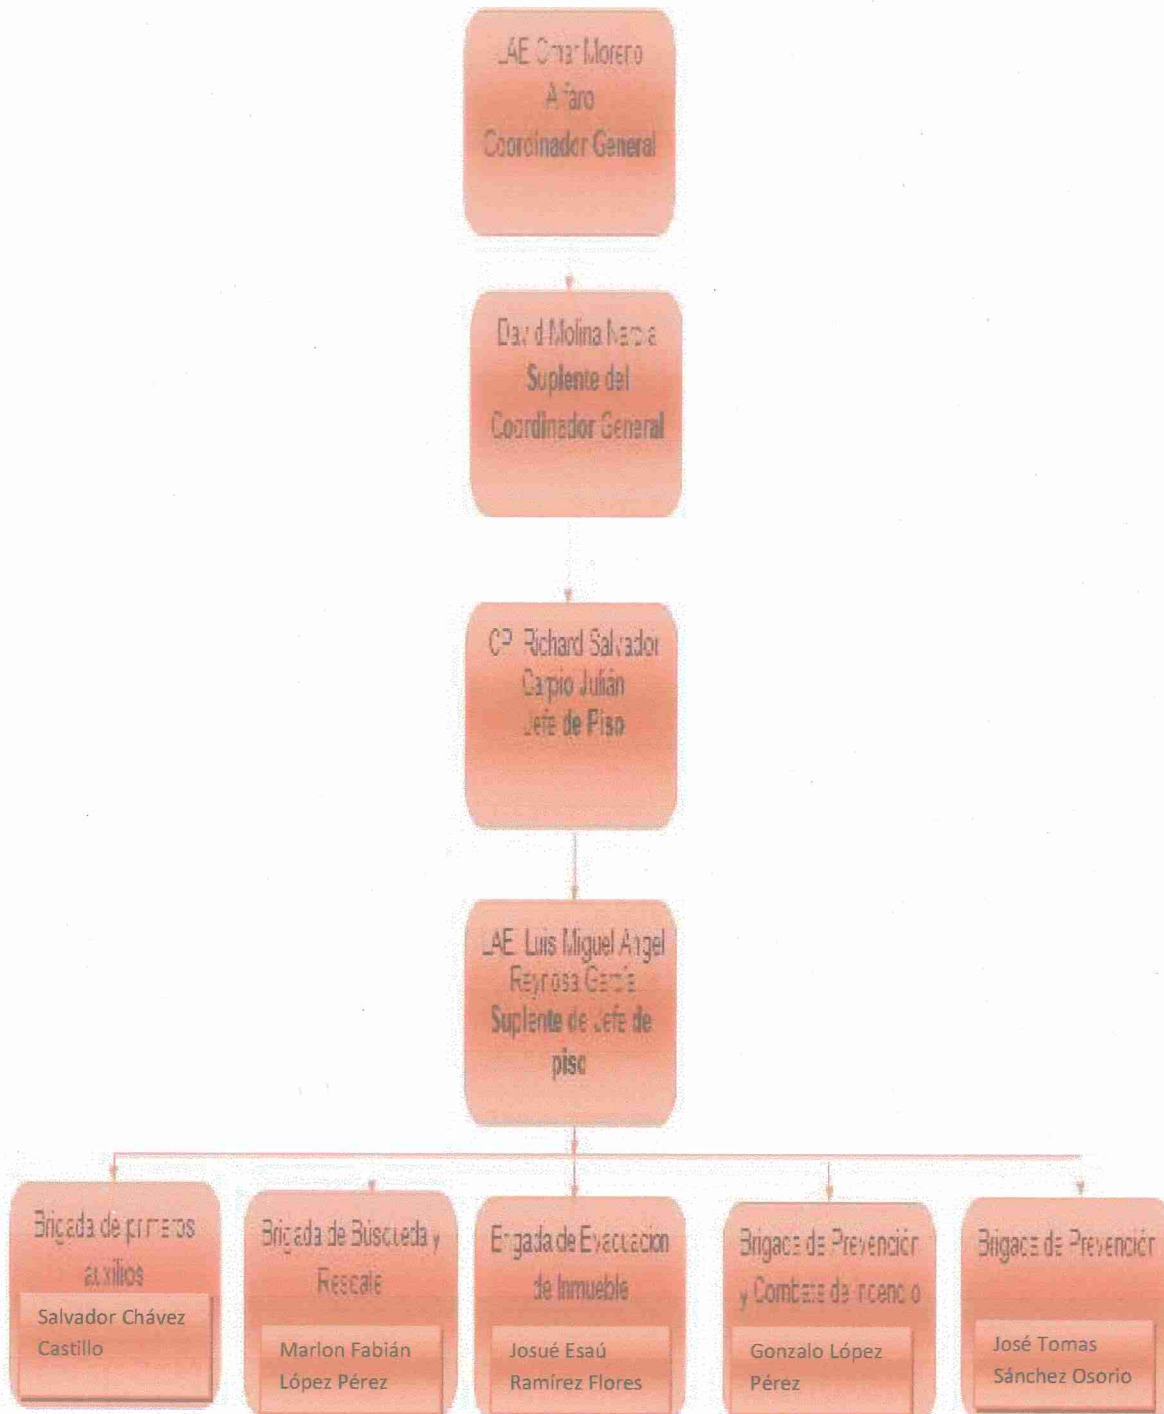 LAE Omar Moreno
Alfaro
Coordinador General
David Molina
Suplente del
Coordinador General
CP. Richard Salvador
Carpio Julián
Jefe de Piso
LAE. Luis Miguel Angel
Reynosa García
Suplente de Jefe de
piso
Brigada de primeros
auxilios
Salvador Chávez
Castillo
Brigada de Búsqueda y
Rescate
Marlon Fabián
López Pérez
Brigada de Evacuacion
de Inmueble
Josué Esaú
Ramírez Flores
Brigada de Prevención
y Combate de Incendio
Gonzalo López
Pérez
Brigada de Prevención
José Tomas
Sánchez Osorio